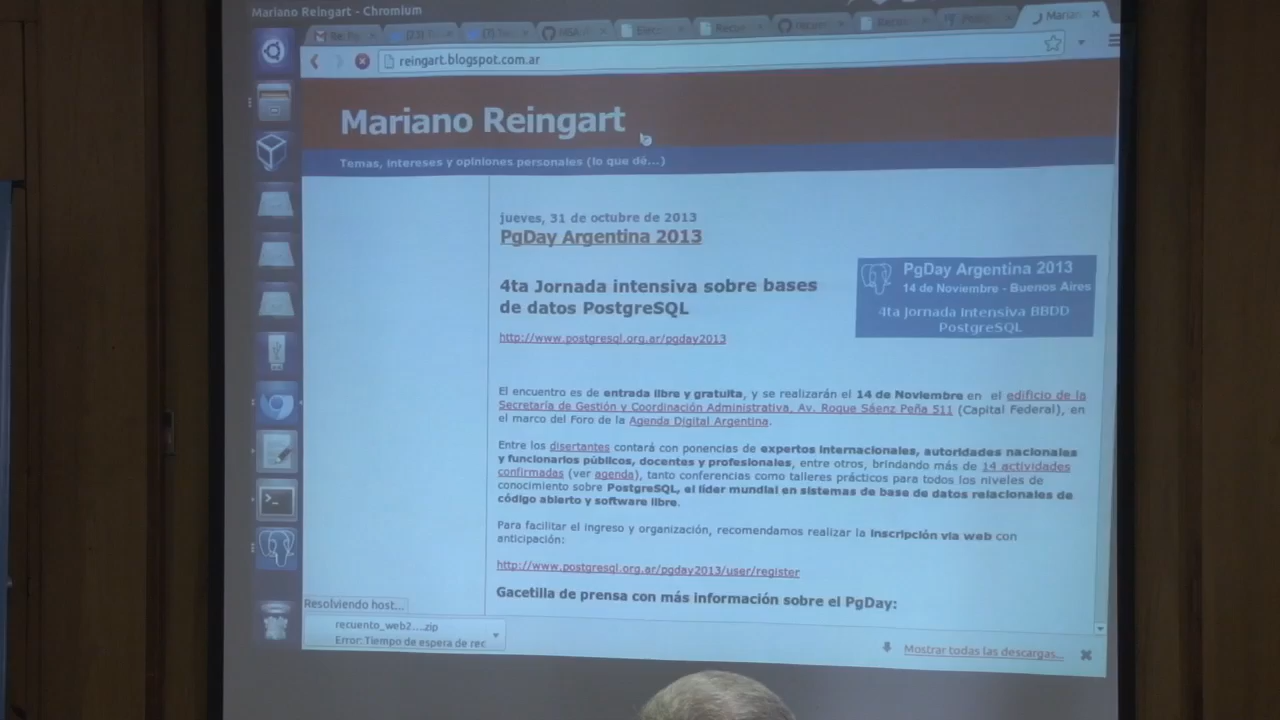 Mariano Reingart - Chromium
reingart.blogspot.com.ar
Mariano Reingart
Temas, intereses y opiniones personales (lo que dé...)
jueves, 31 de octubre de 2013
PgDay Argentina 2013
4ta Jornada intensiva sobre bases
de datos PostgreSQL
http://www.postgresql.org.ar/pgday2013
PgDay Argentina 2013
14 de Noviembre - Buenos Aires
4ta Jornada Intensiva BBDD
PostgreSQL
El encuentro es de entrada libre y gratuita, y se realizarán el 14 de Noviembre en el edificio de la
Secretaría de Gestión y Coordinación Administrativa, Av. Roque Sáenz Peña 511 (Capital Federal), en
el marco del Foro de la Agenda Digital Argentina.
Entre los disertantes contará con ponencias de expertos internacionales, autoridades nacionales
y funcionarios públicos, docentes y profesionales, entre otros, brindando más de 14 actividades
confirmadas (ver agenda), tanto conferencias como talleres prácticos para todos los niveles de
conocimiento sobre PostgreSQL, el líder mundial en sistemas de base de datos relacionales de
código abierto y software libre.
Para facilitar el ingreso y organización, recomendamos realizar la inscripción vía web con
anticipación:
http://www.postgresql.org.ar/pgday2013/user/register
Gacetilla de prensa con más información sobre el PgDay:
Resolviendo host...
recuento_web2....zip
Error: Tiempo de espera de rec
Mostrar todas las descargas...